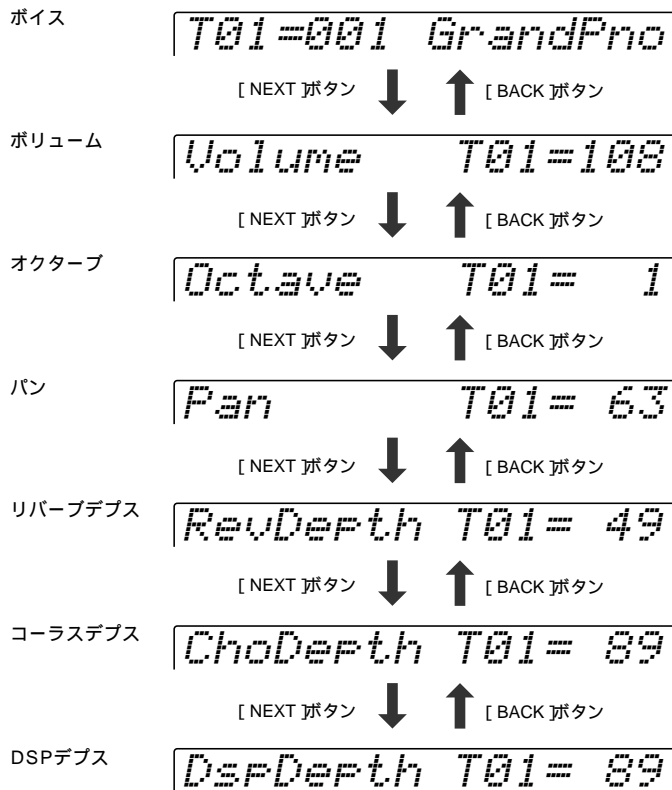 ボイス T01=001 GrandPno
[ NEXT ]ボタン [ BACK ]ボタン
ボリューム Volume T01=108
[ NEXT ]ボタン [ BACK ]ボタン
オクターブ Octave T01= 1
[ NEXT ]ボタン [ BACK ]ボタン
パン Pan T01= 63
[ NEXT ]ボタン [ BACK ]ボタン
リバーブデプス RevDepth T01= 49
[ NEXT ]ボタン [ BACK ]ボタン
コーラスデプス ChoDepth T01= 89
[ NEXT ]ボタン [ BACK ]ボタン
DSPデプス DspDepth T01= 89